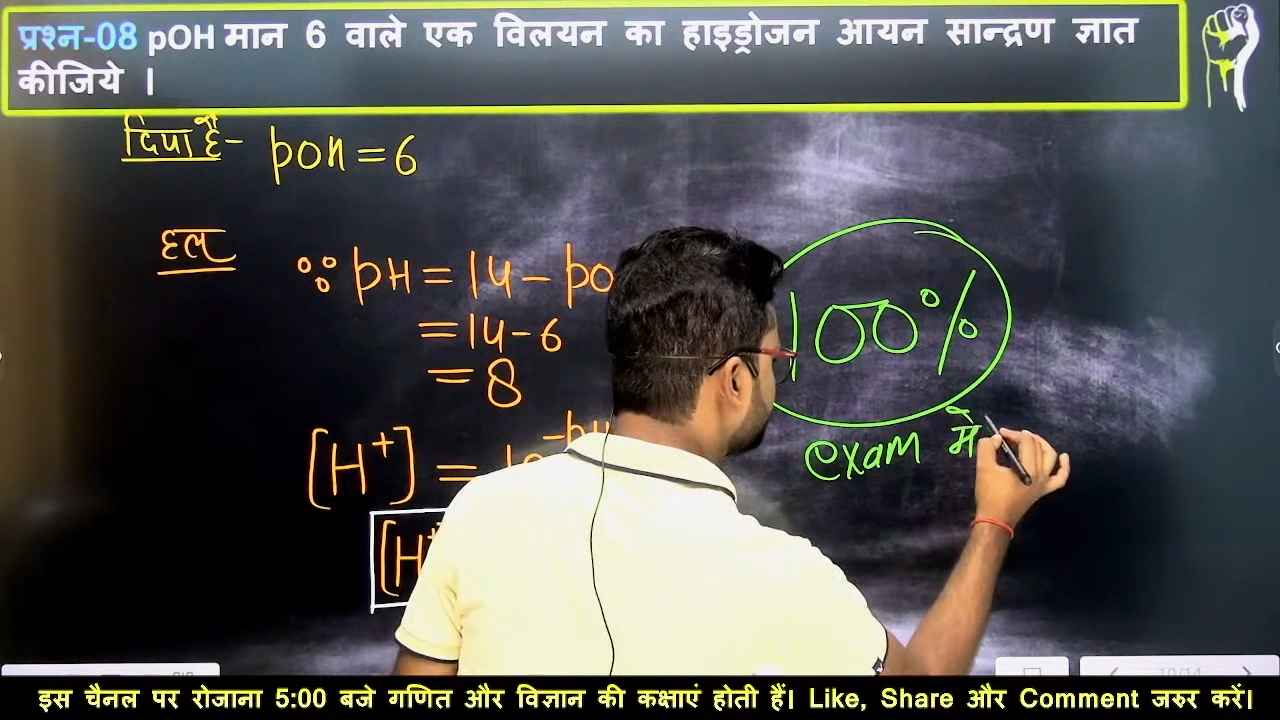 प्रश्न-08 pOH मान 6 वाले एक विलयन का हाइड्रोजन आयन सान्द्रण ज्ञात
कीजिये ।
दिया है- pOH = 6
हल
∵ pH = 14 - pO
= 14 - 6
= 8
[H⁺] = 10
[H⁺
100%
exam में
इस चैनल पर रोजाना 5:00 बजे गणित और विज्ञान की कक्षाएं होती हैं। Like, Share और Comment जरुर करें।